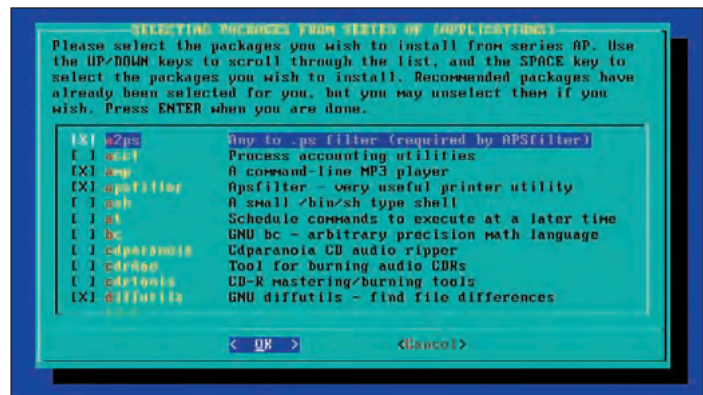 SELECTING PACKAGES FROM SERIES AP (APPLICATIONS)
Please select the packages you wish to install from series AP. Use
the UP/DOWN keys to scroll through the list, and the SPACE key to
select the packages you wish to install. Recommended packages have
already been selected for you, but you may unselect them if you
wish. Press ENTER when you are done.
[X] a2ps Any to .ps filter (required by APSfilter)
[ ] acct Process accounting utilities
[X] amp A command-line MP3 player
[X] apsfilter Apsfilter - very useful printer utility
[ ] ash A small /bin/sh type shell
[ ] at Schedule commands to execute at a later time
[ ] bc GNU bc - arbitrary precision math language
[ ] cdparanoia Cdparanoia CD audio ripper
[ ] cdrdao Tool for burning audio CDRs
[ ] cdrtools CD-R mastering/burning tools
[X] diffutils GNU diffutils - find file differences
< OK > <Cancel>